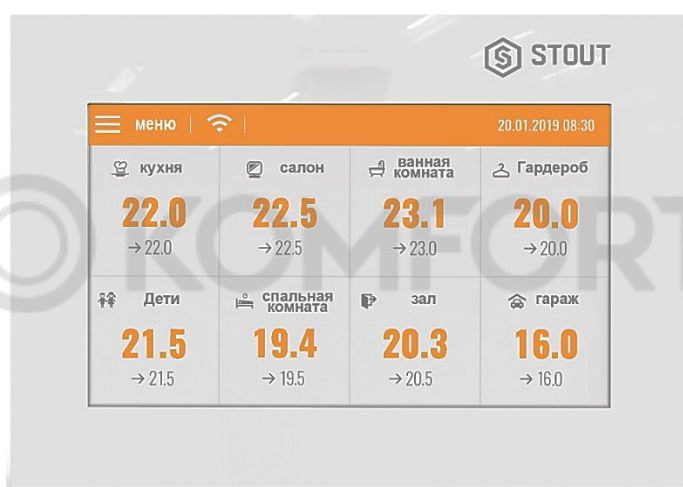 STOUT
меню
20.01.2019 08:30
кухня
салон
ванная
комната
Гардероб
22.0
22.5
23.1
20.0
→22.0
→22.5
→23.0
→20.0
Дети
спальная
комната
зал
гараж
21.5
19.4
20.3
16.0
→21.5
→19.5
→20.5
→16.0
KOMFORT